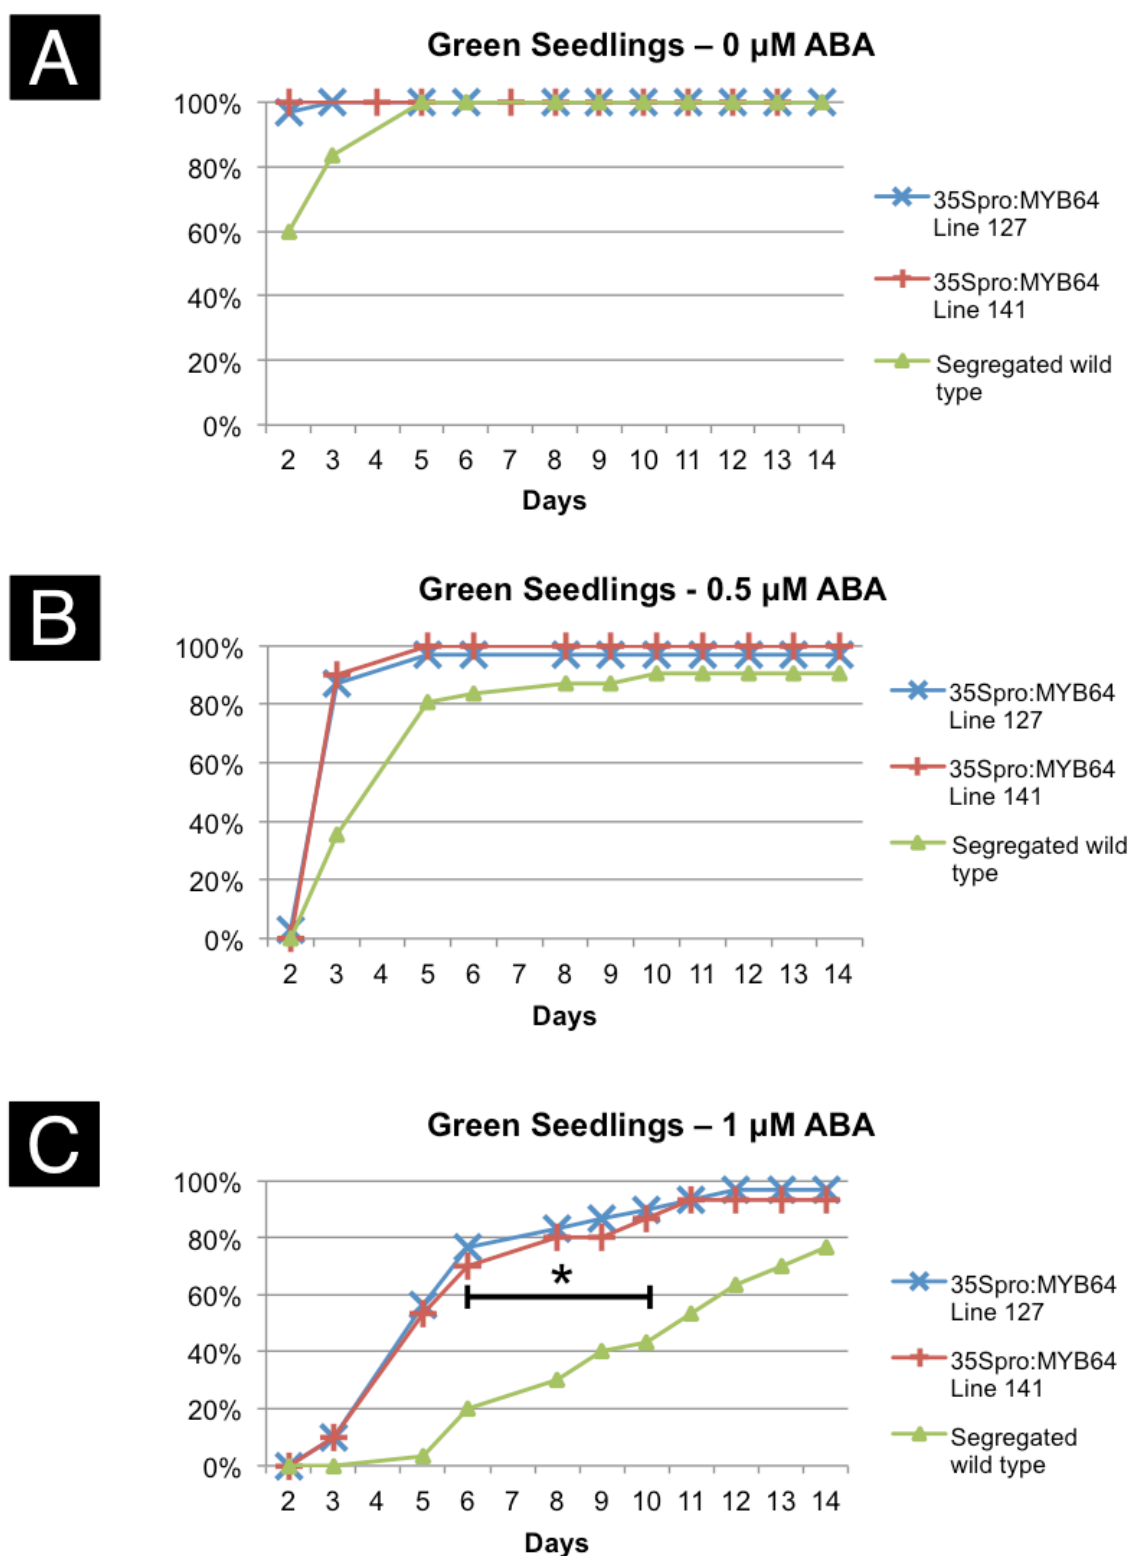 A
Green Seedlings – 0 µM ABA
100%
80%
60%
40%
20%
0%
2 3 4 5 6 7 8 9 10 11 12 13 14
Days
35Spro:MYB64
Line 127
35Spro:MYB64
Line 141
Segregated wild
type
B
Green Seedlings - 0.5 µM ABA
100%
80%
60%
40%
20%
0%
2 3 4 5 6 7 8 9 10 11 12 13 14
Days
35Spro:MYB64
Line 127
35Spro:MYB64
Line 141
Segregated wild
type
C
Green Seedlings – 1 µM ABA
100%
80%
60%
40%
20%
0%
*
2 3 4 5 6 7 8 9 10 11 12 13 14
Days
35Spro:MYB64
Line 127
35Spro:MYB64
Line 141
Segregated
wild type